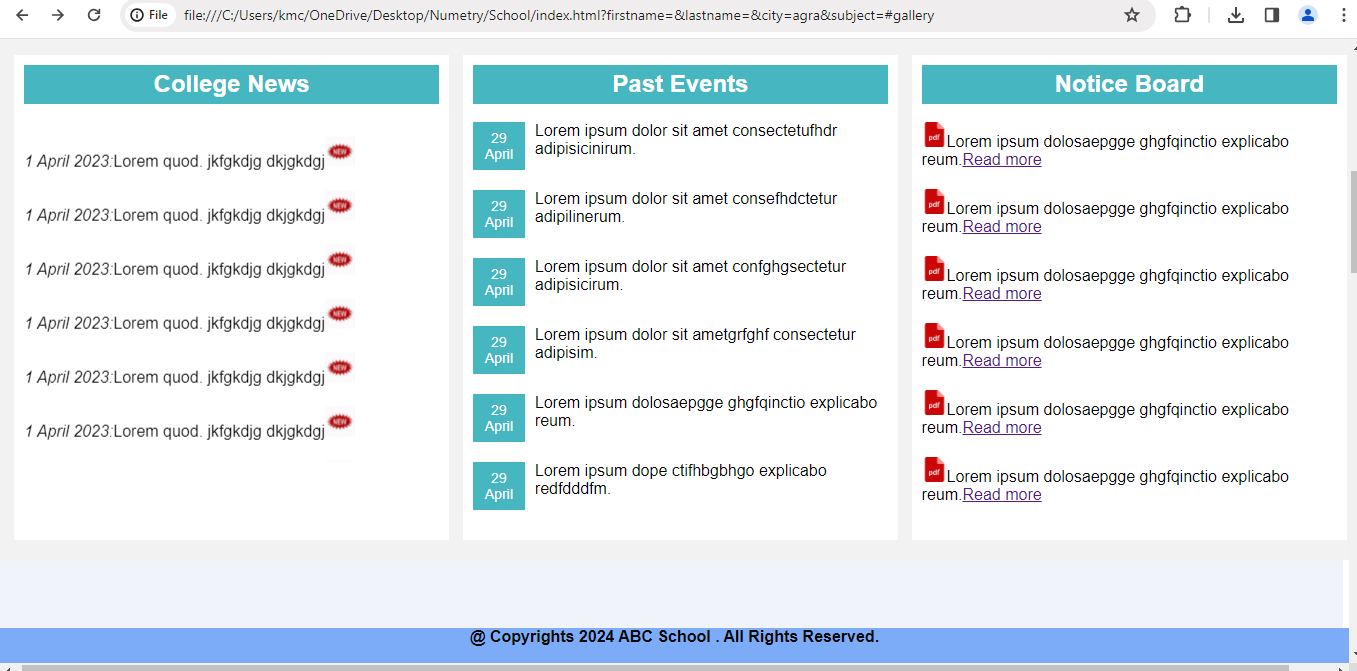 File
file:///C:/Users/kmc/OneDrive/Desktop/Numetry/School/index.html?firstname=&lastname=&city=agra&subject=#gallery
College News
1 April 2023:Lorem quod. jkfgkdjg dkjgkdgj NEW
1 April 2023:Lorem quod. jkfgkdjg dkjgkdgj NEW
1 April 2023:Lorem quod. jkfgkdjg dkjgkdgj NEW
1 April 2023:Lorem quod. jkfgkdjg dkjgkdgj NEW
1 April 2023:Lorem quod. jkfgkdjg dkjgkdgj NEW
1 April 2023:Lorem quod. jkfgkdjg dkjgkdgj NEW
Past Events
29
April
Lorem ipsum dolor sit amet consectetufhdr
adipisicinirum.
29
April
Lorem ipsum dolor sit amet consefhdctetur
adipilinerum.
29
April
Lorem ipsum dolor sit amet confghgsectetur
adipisicirum.
29
April
Lorem ipsum dolor sit ametgrfghf consectetur
adipisim.
29
April
Lorem ipsum dolosaepgge ghgfqinctio explicabo
reum.
29
April
Lorem ipsum dope ctifhbgbhgo explicabo
redfdddfm.
Notice Board
pdf Lorem ipsum dolosaepgge ghgfqinctio explicabo
reum.Read more
pdf Lorem ipsum dolosaepgge ghgfqinctio explicabo
reum.Read more
pdf Lorem ipsum dolosaepgge ghgfqinctio explicabo
reum.Read more
pdf Lorem ipsum dolosaepgge ghgfqinctio explicabo
reum.Read more
pdf Lorem ipsum dolosaepgge ghgfqinctio explicabo
reum.Read more
pdf Lorem ipsum dolosaepgge ghgfqinctio explicabo
reum.Read more
@ Copyrights 2024 ABC School . All Rights Reserved.